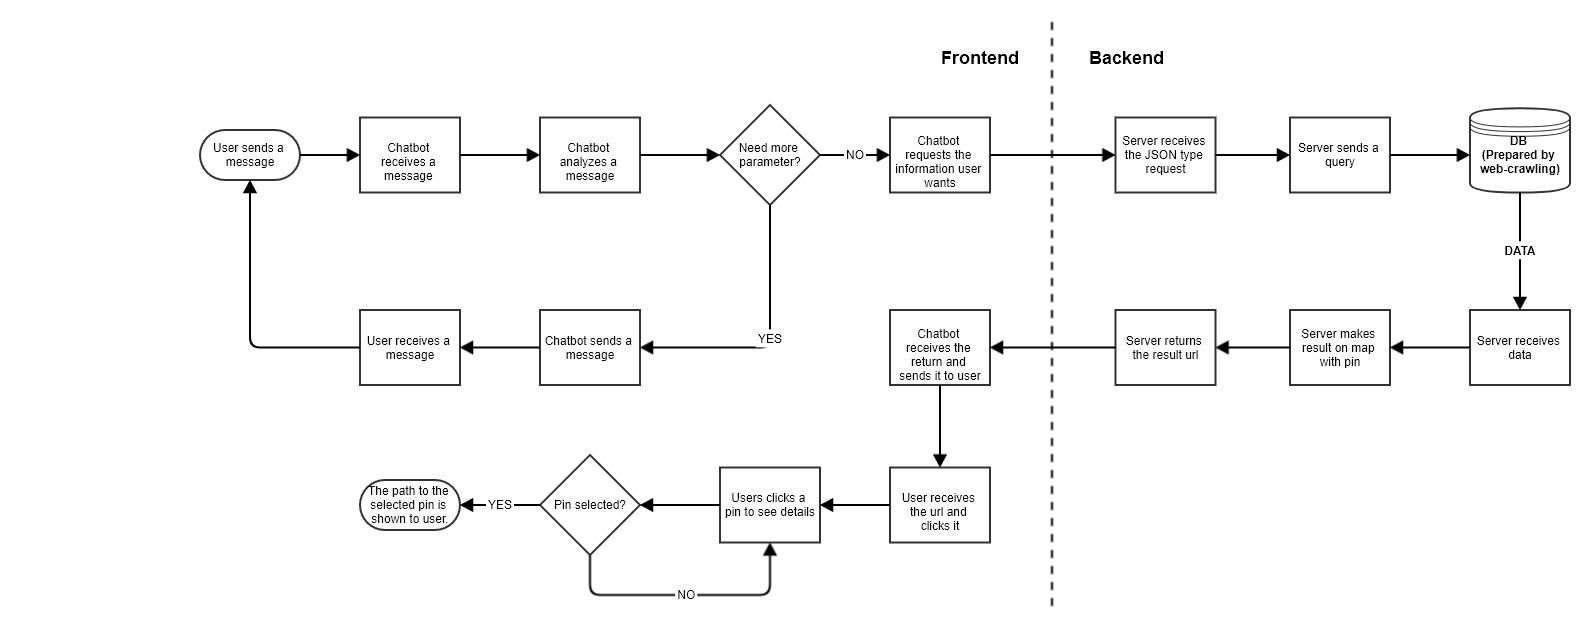 Frontend
Backend
User sends a
message
Chatbot
receives a
message
Chatbot
analyzes a
message
Need more
parameter?
NO
Chatbot
requests the
information user
wants
Server receives
the JSON type
request
Server sends a
query
DB
(Prepared by
web-crawling)
DATA
YES
User receives a
message
Chatbot sends a
message
Chatbot
receives the
return and
sends it to user
Server returns
the result url
Server makes
result on map
with pin
Server receives
data
The path to the
selected pin is
shown to user.
YES
Pin selected?
Users clicks a
pin to see details
User receives
the url and
clicks it
NO